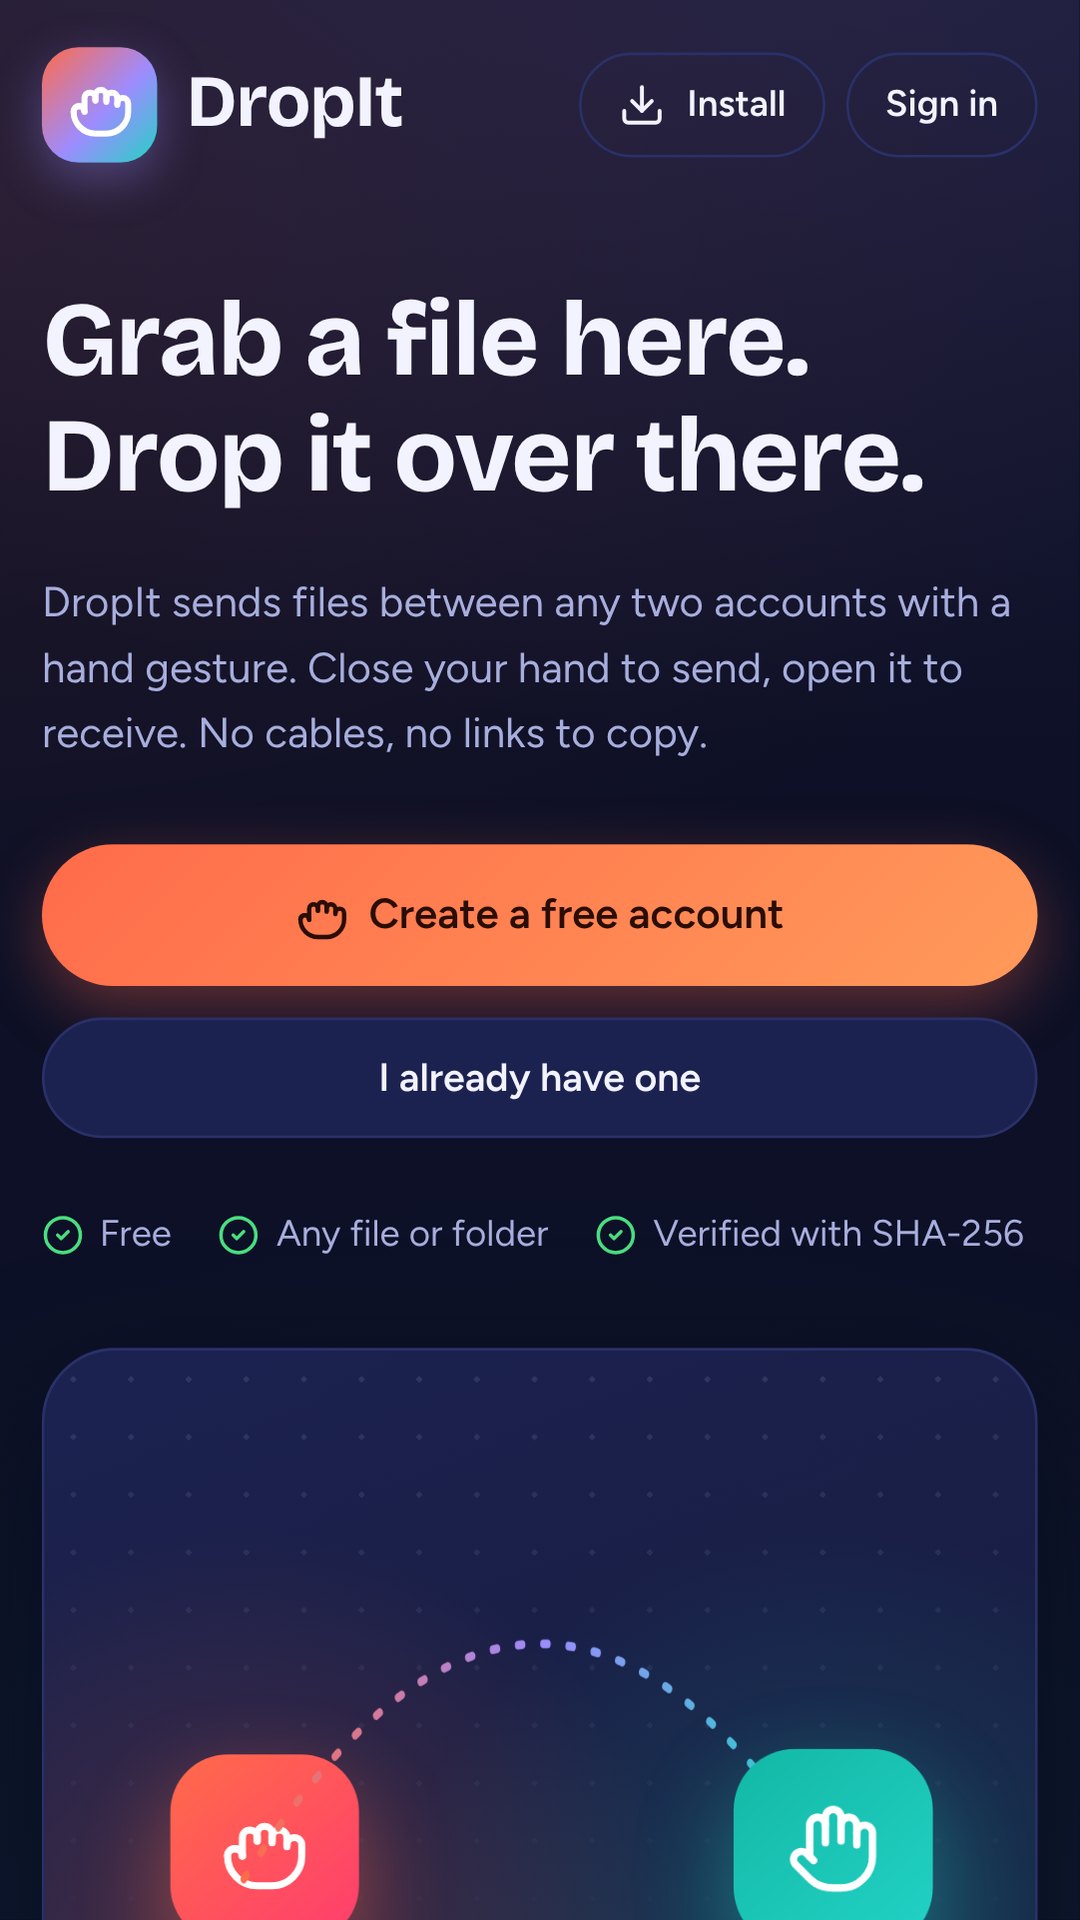 DropIt
Install
Sign in
Grab a file here.
Drop it over there.
DropIt sends files between any two accounts with a
hand gesture. Close your hand to send, open it to
receive. No cables, no links to copy.
Create a free account
I already have one
Free
Any file or folder
Verified with SHA-256